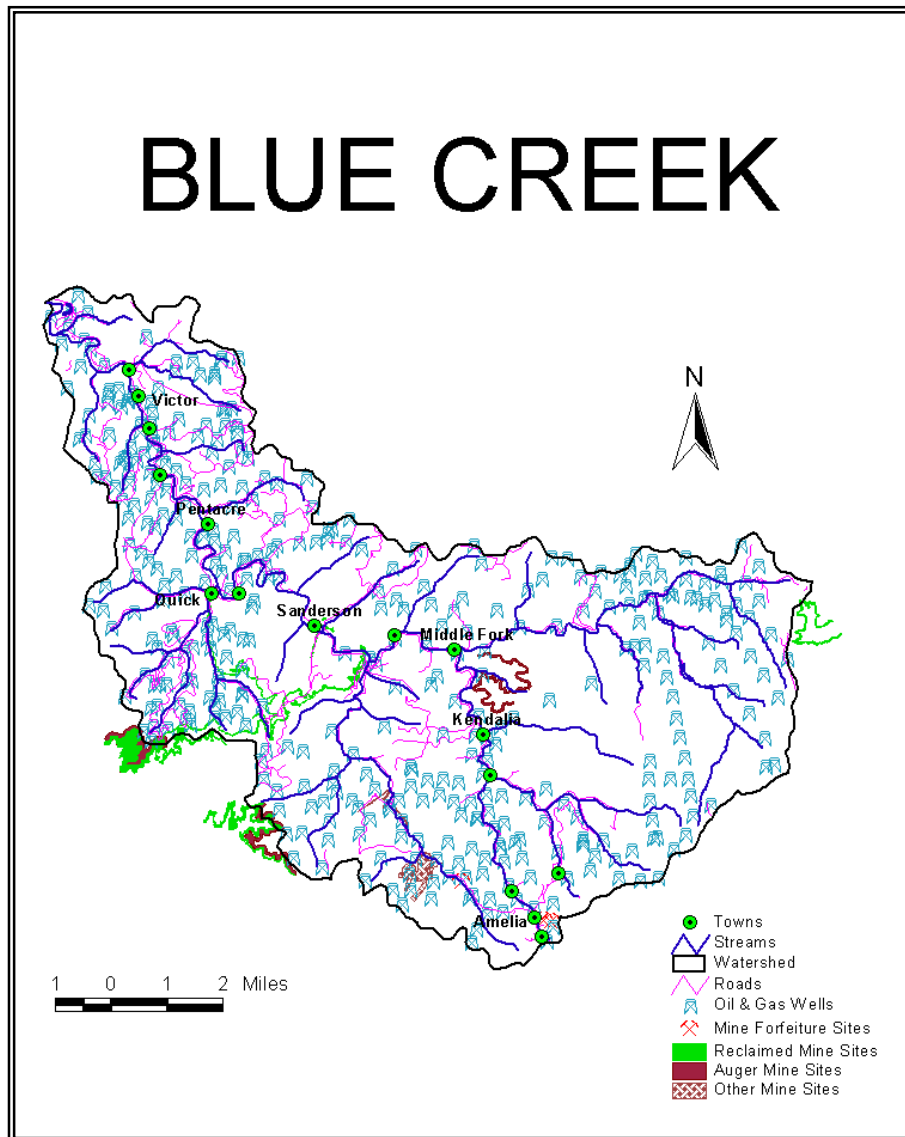 BLUE CREEK
N
Victor
Pentacre
Quick
Sanderson
Middle Fork
Kendalia
Amelia
1 0 1 2 Miles
Towns
Streams
Watershed
Roads
Oil & Gas Wells
Mine Forfeiture Sites
Reclaimed Mine Sites
Auger Mine Sites
Other Mine Sites